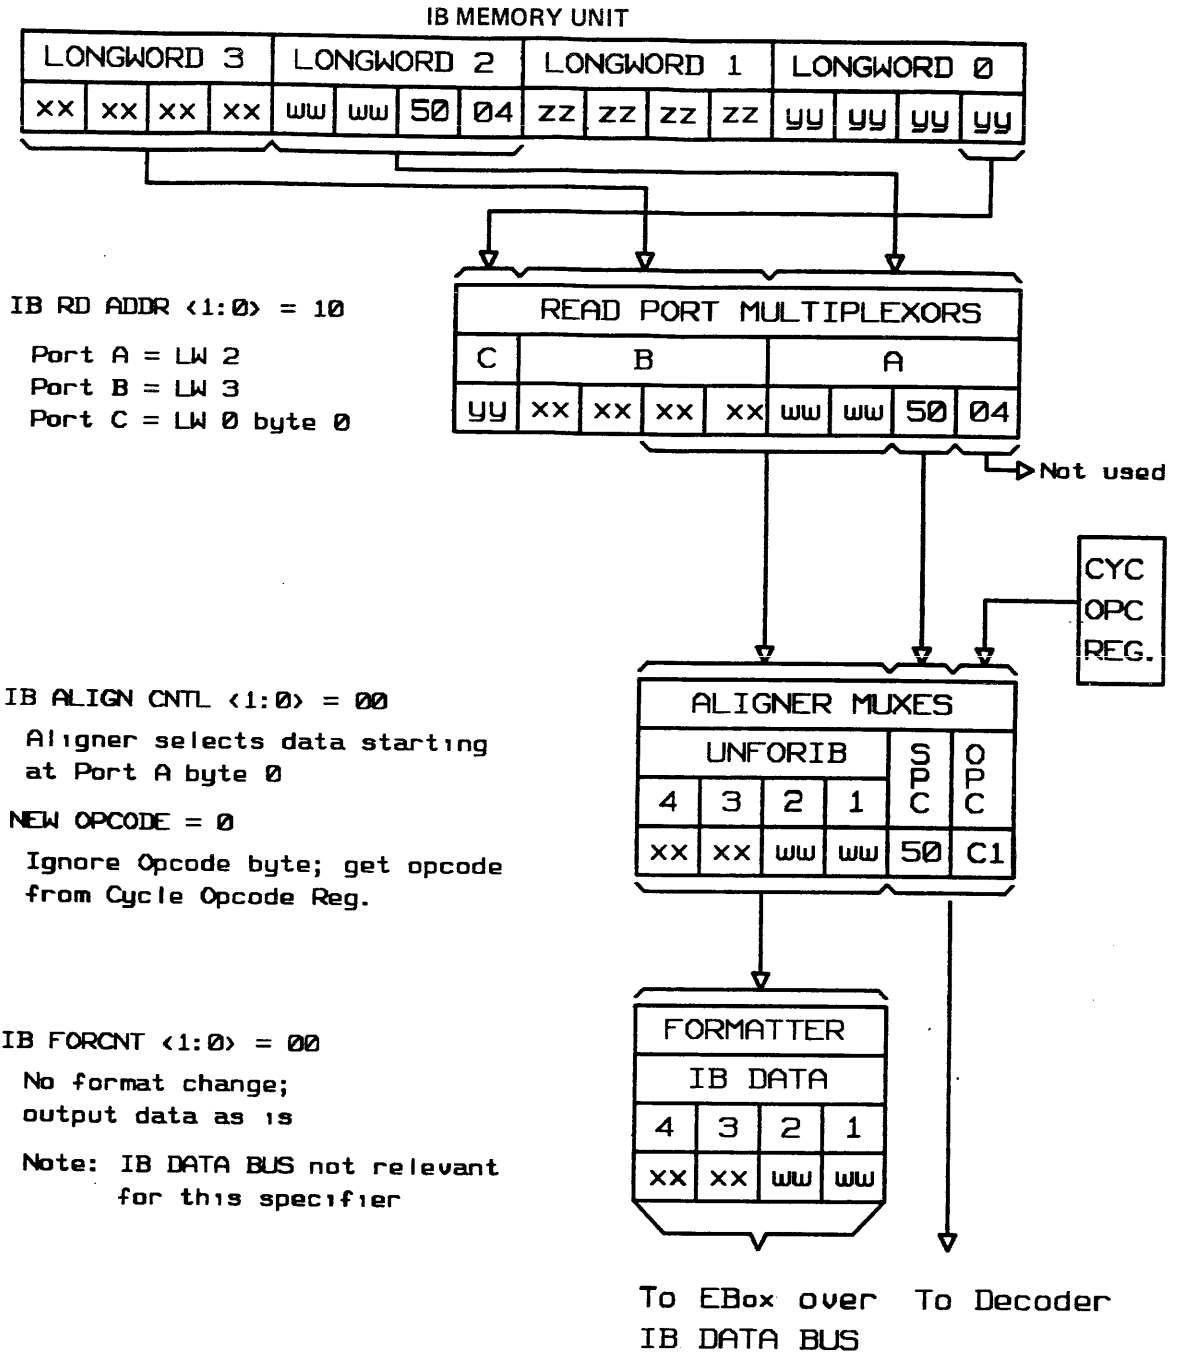 IB MEMORY UNIT
LONGWORD 3 LONGWORD 2 LONGWORD 1 LONGWORD 0
xx xx xx xx ww ww 50 04 zz zz zz zz yy yy yy yy
IB RD ADDR <1:0> = 10
Port A = LW 2
Port B = LW 3
Port C = LW 0 byte 0
READ PORT MULTIPLEXORS
C B A
yy xx xx xx xx ww ww 50 04
Not used
CYC
OPC
REG.
IB ALIGN CNTL <1:0> = 00
Aligner selects data starting
at Port A byte 0
NEW OPCODE = 0
Ignore Opcode byte; get opcode
from Cycle Opcode Reg.
ALIGNER MUXES
UNFORIB SPC OPC
4 3 2 1
xx xx ww ww 50 C1
IB FORCNT <1:0> = 00
No format change;
output data as is
Note: IB DATA BUS not relevant
for this specifier
FORMATTER
IB DATA
4 3 2 1
xx xx ww ww
To EBox over To Decoder
IB DATA BUS